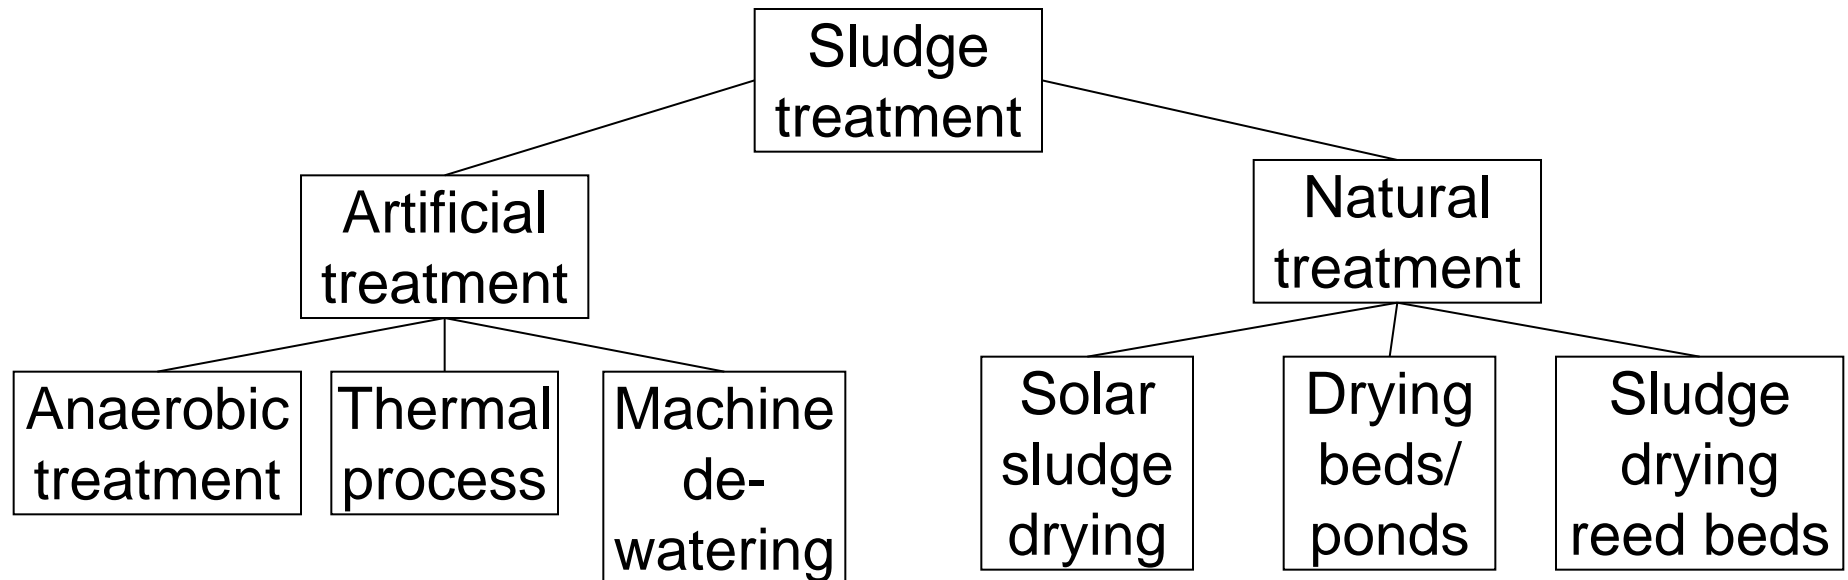 Sludge
treatment
Artificial
treatment
Natural
treatment
Anaerobic
treatment
Thermal
process
Machine
de-
watering
Solar
sludge
drying
Drying
beds/
ponds
Sludge
drying
reed beds